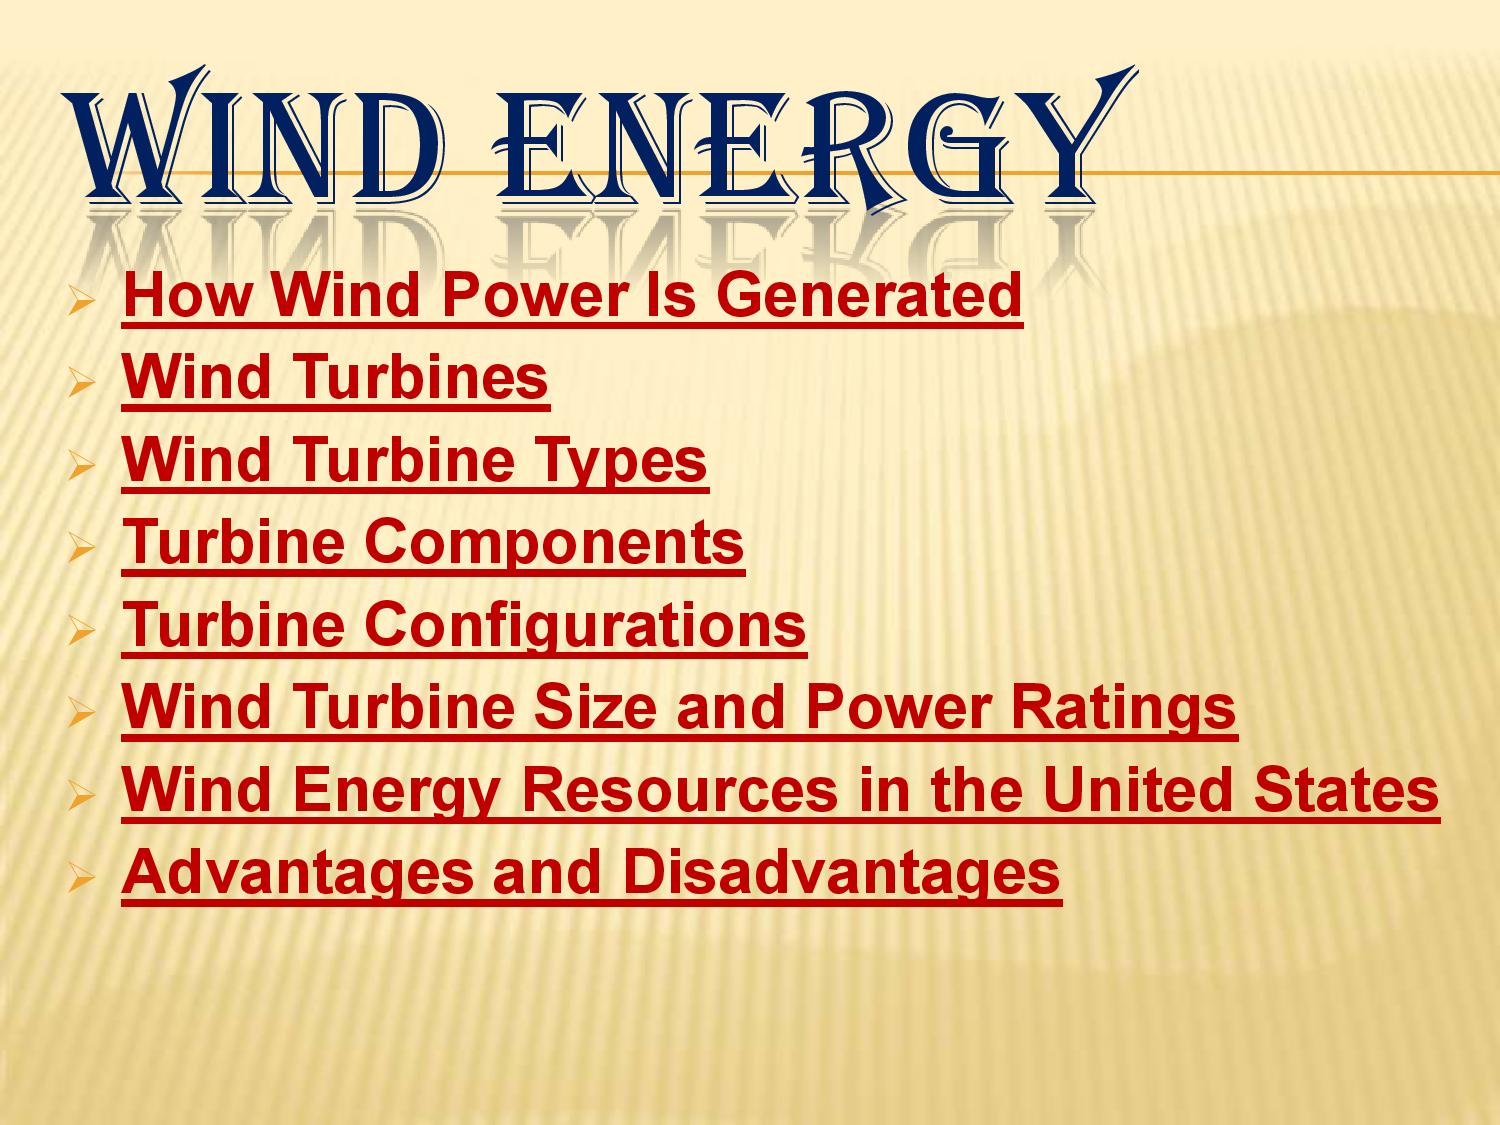 WIND ENERGY
How Wind Power Is Generated
Wind Turbines
Wind Turbine Types
Turbine Components
Turbine Configurations
Wind Turbine Size and Power Ratings
Wind Energy Resources in the United States
Advantages and Disadvantages